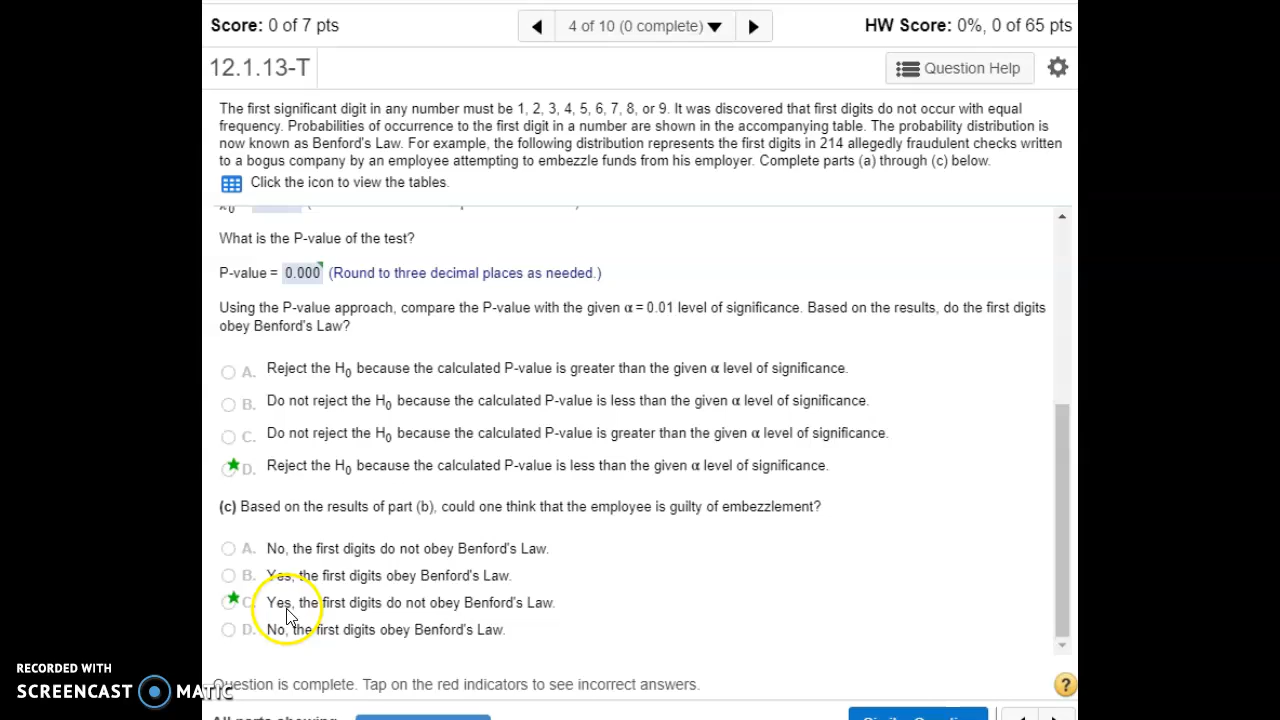 Score: 0 of 7 pts
4 of 10 (0 complete)
HW Score: 0%, 0 of 65 pts
12.1.13-T
Question Help
The first significant digit in any number must be 1, 2, 3, 4, 5, 6, 7, 8, or 9. It was discovered that first digits do not occur with equal
frequency. Probabilities of occurrence to the first digit in a number are shown in the accompanying table. The probability distribution is
now known as Benford's Law. For example, the following distribution represents the first digits in 214 allegedly fraudulent checks written
to a bogus company by an employee attempting to embezzle funds from his employer. Complete parts (a) through (c) below.
Click the icon to view the tables.
What is the P-value of the test?
P-value = 0.000 (Round to three decimal places as needed.)
Using the P-value approach, compare the P-value with the given α = 0.01 level of significance. Based on the results, do the first digits
obey Benford's Law?
A. Reject the H0 because the calculated P-value is greater than the given α level of significance.
B. Do not reject the H0 because the calculated P-value is less than the given α level of significance.
C. Do not reject the H0 because the calculated P-value is greater than the given α level of significance.
D. Reject the H0 because the calculated P-value is less than the given α level of significance.
(c) Based on the results of part (b), could one think that the employee is guilty of embezzlement?
A. No, the first digits do not obey Benford's Law.
B. Yes, the first digits obey Benford's Law.
C. Yes, the first digits do not obey Benford's Law.
D. No, the first digits obey Benford's Law.
RECORDED WITH
SCREENCAST MATIC
Question is complete. Tap on the red indicators to see incorrect answers.
?
All parts showing